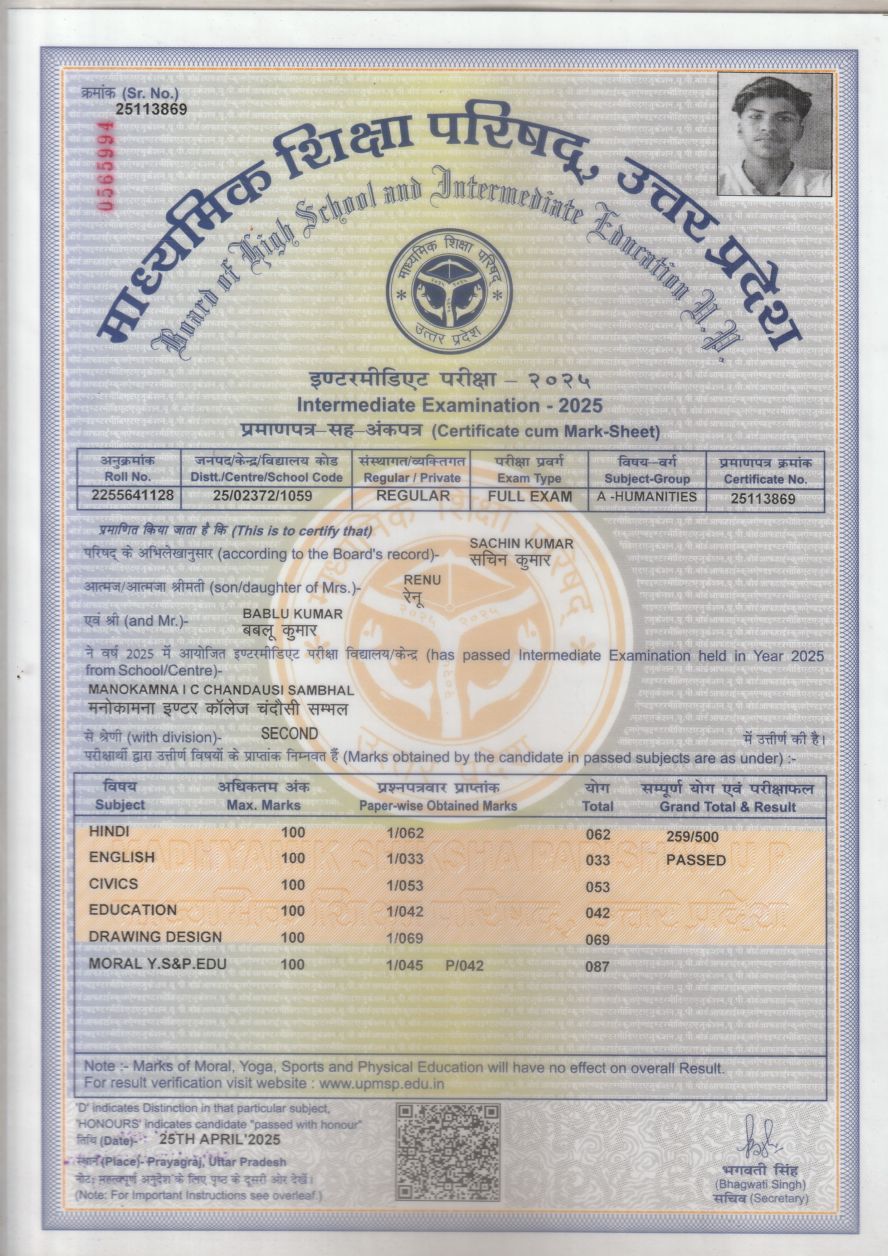 क्रमांक (Sr. No.)
25113869
0565994
माध्यमिक शिक्षा परिषद्, उत्तर प्रदेश
Board of High School and Intermediate Education U.P.
माध्यमिक शिक्षा परिषद्
उत्तर प्रदेश
इण्टरमीडिएट परीक्षा – २०२५
Intermediate Examination - 2025
प्रमाणपत्र–सह–अंकपत्र (Certificate cum Mark-Sheet)
अनुक्रमांक जनपद/केन्द्र/विद्यालय कोड संस्थागत/व्यक्तिगत परीक्षा प्रवर्ग विषय–वर्ग प्रमाणपत्र क्रमांक
Roll No. Distt./Centre/School Code Regular / Private Exam Type Subject-Group Certificate No.
2255641128 25/02372/1059 REGULAR FULL EXAM A -HUMANITIES 25113869
प्रमाणित किया जाता है कि (This is to certify that)
SACHIN KUMAR
परिषद् के अभिलेखानुसार (according to the Board's record)- सचिन कुमार
RENU
आत्मज/आत्मजा श्रीमती (son/daughter of Mrs.)- रेनू
BABLU KUMAR
एवं श्री (and Mr.)- बबलू कुमार
ने वर्ष 2025 में आयोजित इण्टरमीडिएट परीक्षा विद्यालय/केन्द्र (has passed Intermediate Examination held in Year 2025
from School/Centre)-
MANOKAMNA I C CHANDAUSI SAMBHAL
मनोकामना इण्टर कॉलेज चंदौसी सम्भल
से श्रेणी (with division)- SECOND में उत्तीर्ण की है।
परीक्षार्थी द्वारा उत्तीर्ण विषयों के प्राप्तांक निम्नवत हैं (Marks obtained by the candidate in passed subjects are as under) :-
विषय अधिकतम अंक प्रश्नपत्रवार प्राप्तांक योग सम्पूर्ण योग एवं परीक्षाफल
Subject Max. Marks Paper-wise Obtained Marks Total Grand Total & Result
HINDI 100 1/062 062 259/500
ENGLISH 100 1/033 033 PASSED
CIVICS 100 1/053 053
EDUCATION 100 1/042 042
DRAWING DESIGN 100 1/069 069
MORAL Y.S&P.EDU 100 1/045 P/042 087
Note :- Marks of Moral, Yoga, Sports and Physical Education will have no effect on overall Result.
For result verification visit website : www.upmsp.edu.in
'D' indicates Distinction in that particular subject,
'HONOURS' indicates candidate "passed with honour"
तिथि (Date)- 25TH APRIL'2025
स्थान (Place)- Prayagraj, Uttar Pradesh
नोट: महत्वपूर्ण अनुदेश के लिए पृष्ठ के दूसरी ओर देखें।
(Note: For Important Instructions see overleaf.)
भगवती सिंह
(Bhagwati Singh)
सचिव (Secretary)